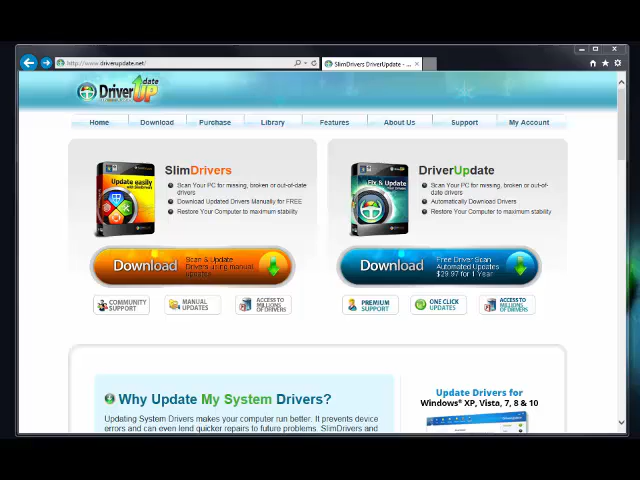 http://www.driverupdate.net/
SlimDrivers DriverUpdate - ...
DriverUPdate
Home
Download
Purchase
Library
Features
About Us
Support
My Account
Update easily
SlimDrivers
Scan Your PC for missing, broken or out-of-date
drivers
Download Updated Drivers Manually for FREE
Restore Your Computer to maximum stability
Download
Scan & Update
Drivers using manual
updates
COMMUNITY
SUPPORT
MANUAL
UPDATES
ACCESS TO
MILLIONS
OF DRIVERS
Fix & Update
DriverUpdate
Scan Your PC for missing, broken or out-of-
date drivers
Automatically Download Drivers
Restore Your Computer to maximum stability
Download
Free Driver Scan
Automated Updates
$29.97 for 1 Year
PREMIUM
SUPPORT
ONE CLICK
UPDATES
ACCESS TO
MILLIONS
OF DRIVERS
Why Update My System Drivers?
Updating System Drivers makes your computer run better. It prevents device
errors and can even lend quicker repairs to future problems. SlimDrivers and
Update Drivers for
Windows® XP, Vista, 7, 8 & 10